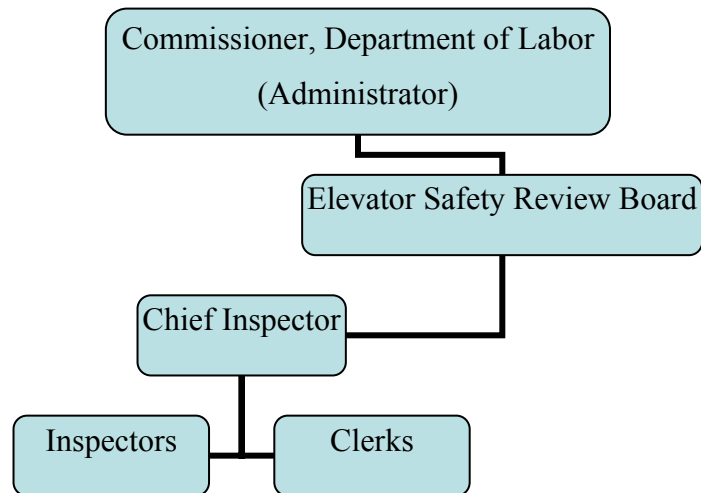 Commissioner, Department of Labor
(Administrator)
Elevator Safety Review Board
Chief Inspector
Inspectors
Clerks